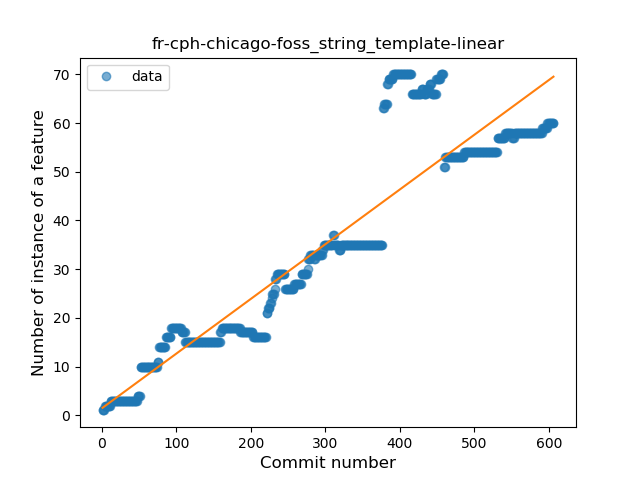 fr-cph-chicago-foss_string_template-linear
data
Number of instance of a feature
70
60
50
40
30
20
10
0
0 100 200 300 400 500 600
Commit number